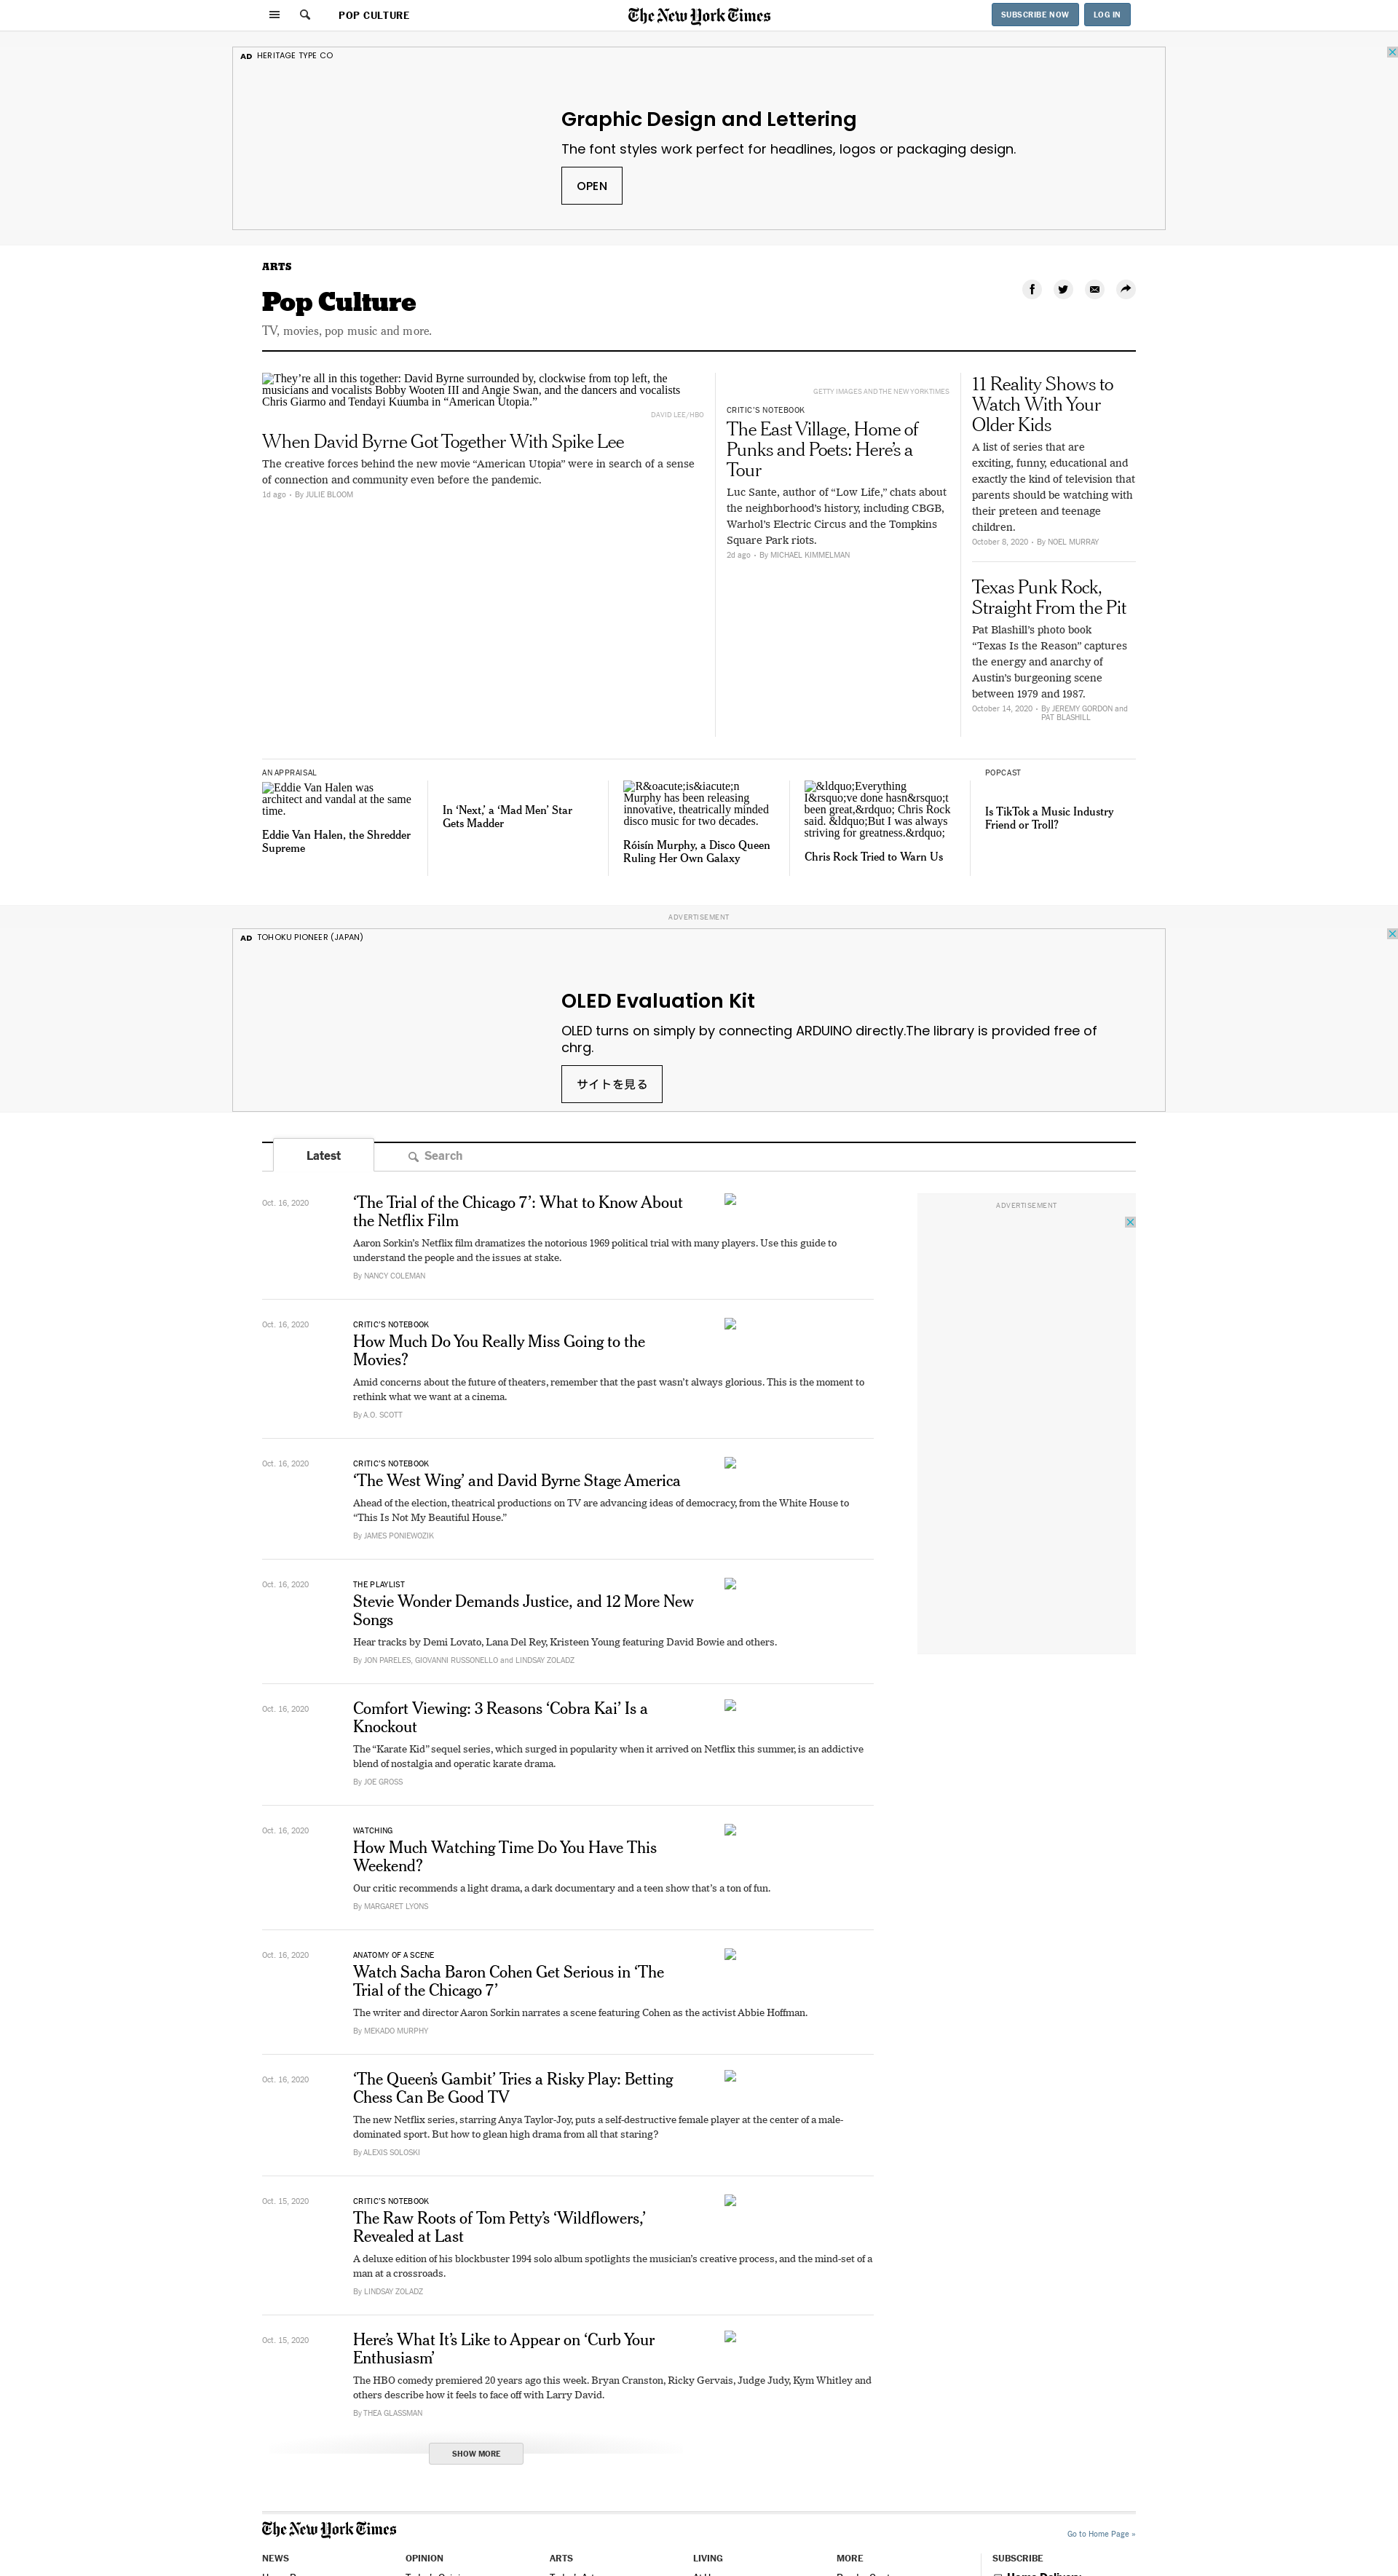 POP CULTURE
The New York Times
SUBSCRIBE NOW
LOG IN
AD HERITAGE TYPE CO
Graphic Design and Lettering
The font styles work perfect for headlines, logos or packaging design.
OPEN
ARTS
Pop Culture
TV, movies, pop music and more.
They’re all in this together: David Byrne surrounded by, clockwise from top left, the
musicians and vocalists Bobby Wooten III and Angie Swan, and the dancers and vocalists
Chris Giarmo and Tendayi Kuumba in “American Utopia.”
DAVID LEE/HBO
When David Byrne Got Together With Spike Lee
The creative forces behind the new movie “American Utopia” were in search of a sense
of connection and community even before the pandemic.
1d ago • By JULIE BLOOM
GETTY IMAGES AND THE NEW YORK TIMES
CRITIC’S NOTEBOOK
The East Village, Home of
Punks and Poets: Here’s a
Tour
Luc Sante, author of “Low Life,” chats about
the neighborhood’s history, including CBGB,
Warhol’s Electric Circus and the Tompkins
Square Park riots.
2d ago • By MICHAEL KIMMELMAN
11 Reality Shows to
Watch With Your
Older Kids
A list of series that are
exciting, funny, educational and
exactly the kind of television that
parents should be watching with
their preteen and teenage
children.
October 8, 2020 • By NOEL MURRAY
Texas Punk Rock,
Straight From the Pit
Pat Blashill’s photo book
“Texas Is the Reason” captures
the energy and anarchy of
Austin’s burgeoning scene
between 1979 and 1987.
October 14, 2020 • By JEREMY GORDON and
PAT BLASHILL
AN APPRAISAL
Eddie Van Halen was
architect and vandal at the same
time.
Eddie Van Halen, the Shredder
Supreme
In ‘Next,’ a ‘Mad Men’ Star
Gets Madder
R&oacute;is&iacute;n
Murphy has been releasing
innovative, theatrically minded
disco music for two decades.
Róisín Murphy, a Disco Queen
Ruling Her Own Galaxy
&ldquo;Everything
I&rsquo;ve done hasn&rsquo;t
been great,&rdquo; Chris Rock
said. &ldquo;But I was always
striving for greatness.&rdquo;
Chris Rock Tried to Warn Us
POPCAST
Is TikTok a Music Industry
Friend or Troll?
ADVERTISEMENT
AD TOHOKU PIONEER (JAPAN)
OLED Evaluation Kit
OLED turns on simply by connecting ARDUINO directly.The library is provided free of
chrg.
サイトを見る
Latest
Search
ADVERTISEMENT
Oct. 16, 2020
‘The Trial of the Chicago 7’: What to Know About
the Netflix Film
Aaron Sorkin’s Netflix film dramatizes the notorious 1969 political trial with many players. Use this guide to
understand the people and the issues at stake.
By NANCY COLEMAN
Oct. 16, 2020
CRITIC’S NOTEBOOK
How Much Do You Really Miss Going to the
Movies?
Amid concerns about the future of theaters, remember that the past wasn’t always glorious. This is the moment to
rethink what we want at a cinema.
By A.O. SCOTT
Oct. 16, 2020
CRITIC’S NOTEBOOK
‘The West Wing’ and David Byrne Stage America
Ahead of the election, theatrical productions on TV are advancing ideas of democracy, from the White House to
“This Is Not My Beautiful House.”
By JAMES PONIEWOZIK
Oct. 16, 2020
THE PLAYLIST
Stevie Wonder Demands Justice, and 12 More New
Songs
Hear tracks by Demi Lovato, Lana Del Rey, Kristeen Young featuring David Bowie and others.
By JON PARELES, GIOVANNI RUSSONELLO and LINDSAY ZOLADZ
Oct. 16, 2020
Comfort Viewing: 3 Reasons ‘Cobra Kai’ Is a
Knockout
The “Karate Kid” sequel series, which surged in popularity when it arrived on Netflix this summer, is an addictive
blend of nostalgia and operatic karate drama.
By JOE GROSS
Oct. 16, 2020
WATCHING
How Much Watching Time Do You Have This
Weekend?
Our critic recommends a light drama, a dark documentary and a teen show that’s a ton of fun.
By MARGARET LYONS
Oct. 16, 2020
ANATOMY OF A SCENE
Watch Sacha Baron Cohen Get Serious in ‘The
Trial of the Chicago 7’
The writer and director Aaron Sorkin narrates a scene featuring Cohen as the activist Abbie Hoffman.
By MEKADO MURPHY
Oct. 16, 2020
‘The Queen’s Gambit’ Tries a Risky Play: Betting
Chess Can Be Good TV
The new Netflix series, starring Anya Taylor-Joy, puts a self-destructive female player at the center of a male-
dominated sport. But how to glean high drama from all that staring?
By ALEXIS SOLOSKI
Oct. 15, 2020
CRITIC’S NOTEBOOK
The Raw Roots of Tom Petty’s ‘Wildflowers,’
Revealed at Last
A deluxe edition of his blockbuster 1994 solo album spotlights the musician’s creative process, and the mind-set of a
man at a crossroads.
By LINDSAY ZOLADZ
Oct. 15, 2020
Here’s What It’s Like to Appear on ‘Curb Your
Enthusiasm’
The HBO comedy premiered 20 years ago this week. Bryan Cranston, Ricky Gervais, Judge Judy, Kym Whitley and
others describe how it feels to face off with Larry David.
By THEA GLASSMAN
SHOW MORE
The New York Times
Go to Home Page »
NEWS
OPINION
ARTS
LIVING
MORE
SUBSCRIBE